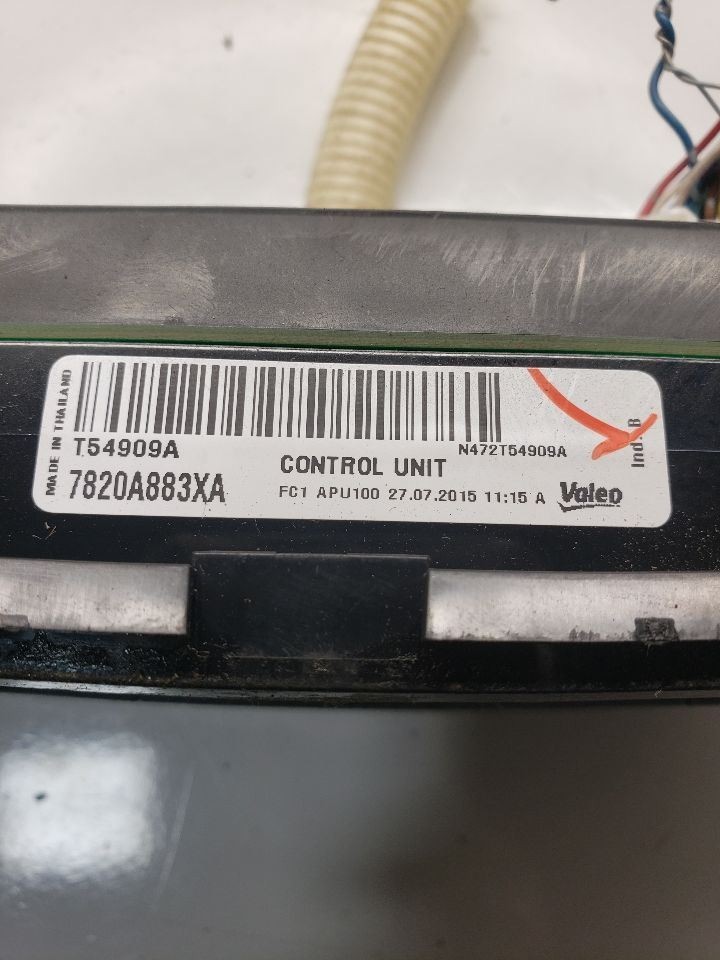 MADE IN THAILAND
T54909A
N472T54909A
Ind. B
7820A883XA
CONTROL UNIT
FC1 APU100 27.07.2015 11:15 A
Valeo